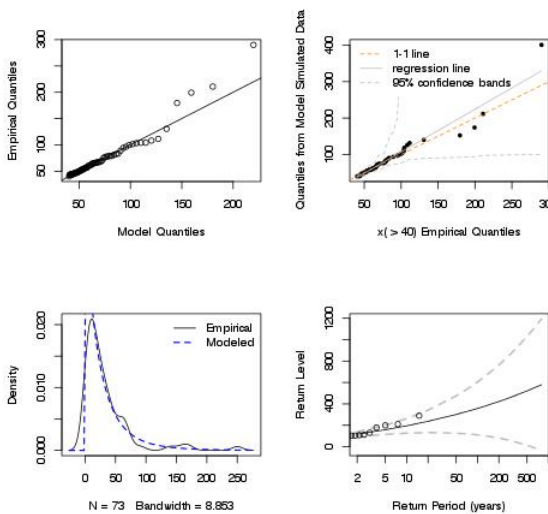 Empirical Quantiles
50
100
200
300
50
100
150
200
Model Quantiles
Quantiles from Model Simulated Data
100
200
300
400
1-1 line
regression line
95% confidence bands
50
100
150
200
250
x( > 40) Empirical Quantiles
Density
0.000
0.010
0.020
Empirical
Modeled
0
50
100
150
200
250
N = 73 Bandwidth = 8.853
Return Level
0
400
800
1200
2
5
10
50
100
500
Return Period (years)